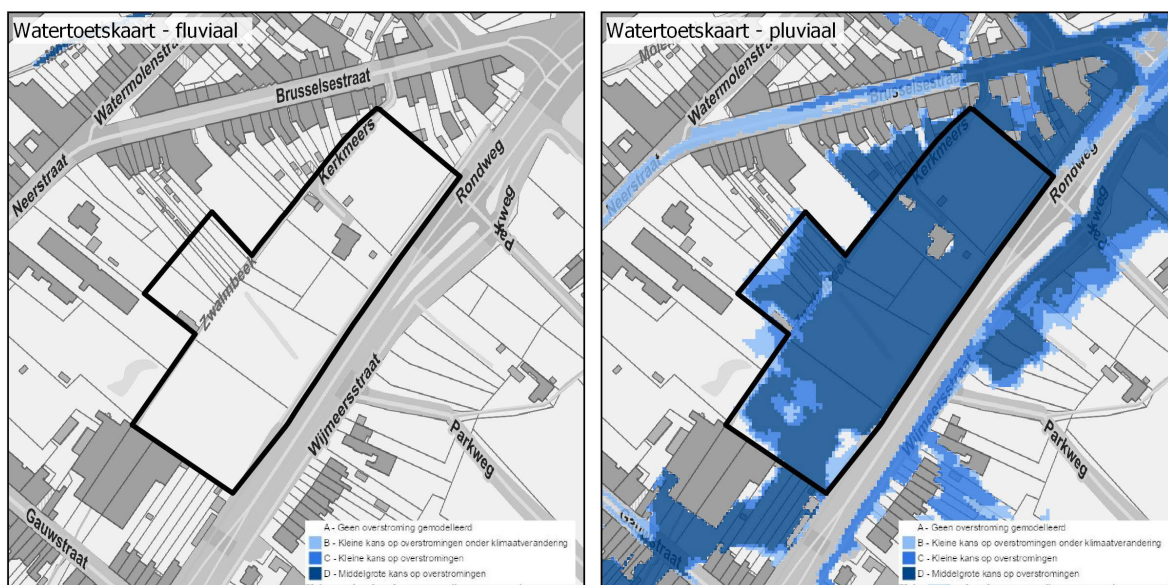 Watertoetskaart - fluviaal
Watermolenstraat
Brusselsestraat
Neerstraat
Kerkmeers
Rondweg
Parkweg
Zwalmbeek
Wijmeersstraat
Parkweg
Gauwstraat
A - Geen overstroming gemodelleerd
B - Kleine kans op overstromingen onder klimaatverandering
C - Kleine kans op overstromingen
D - Middelgrote kans op overstromingen
Watertoetskaart - pluviaal
Watermolenstraat
Brusselsestraat
Neerstraat
Kerkmeers
Rondweg
Wijmeersstraat
Parkweg
Gauwstraat
A - Geen overstroming gemodelleerd
B - Kleine kans op overstromingen onder klimaatverandering
C - Kleine kans op overstromingen
D - Middelgrote kans op overstromingen